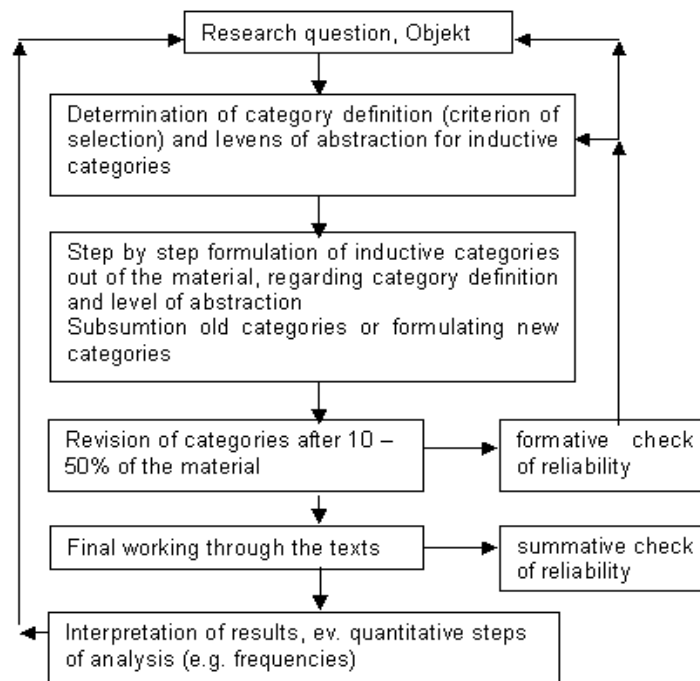 Research question, Objekt
Determination of category definition (criterion of
selection) and levens of abstraction for inductive
categories
Step by step formulation of inductive categories
out of the material, regarding category definition
and level of abstraction
Subsumtion old categories or formulating new
categories
Revision of categories after 10 –
50% of the material
formative check
of reliability
Final working through the texts
summative check
of reliability
Interpretation of results, ev. quantitative steps
of analysis (e.g. frequencies)